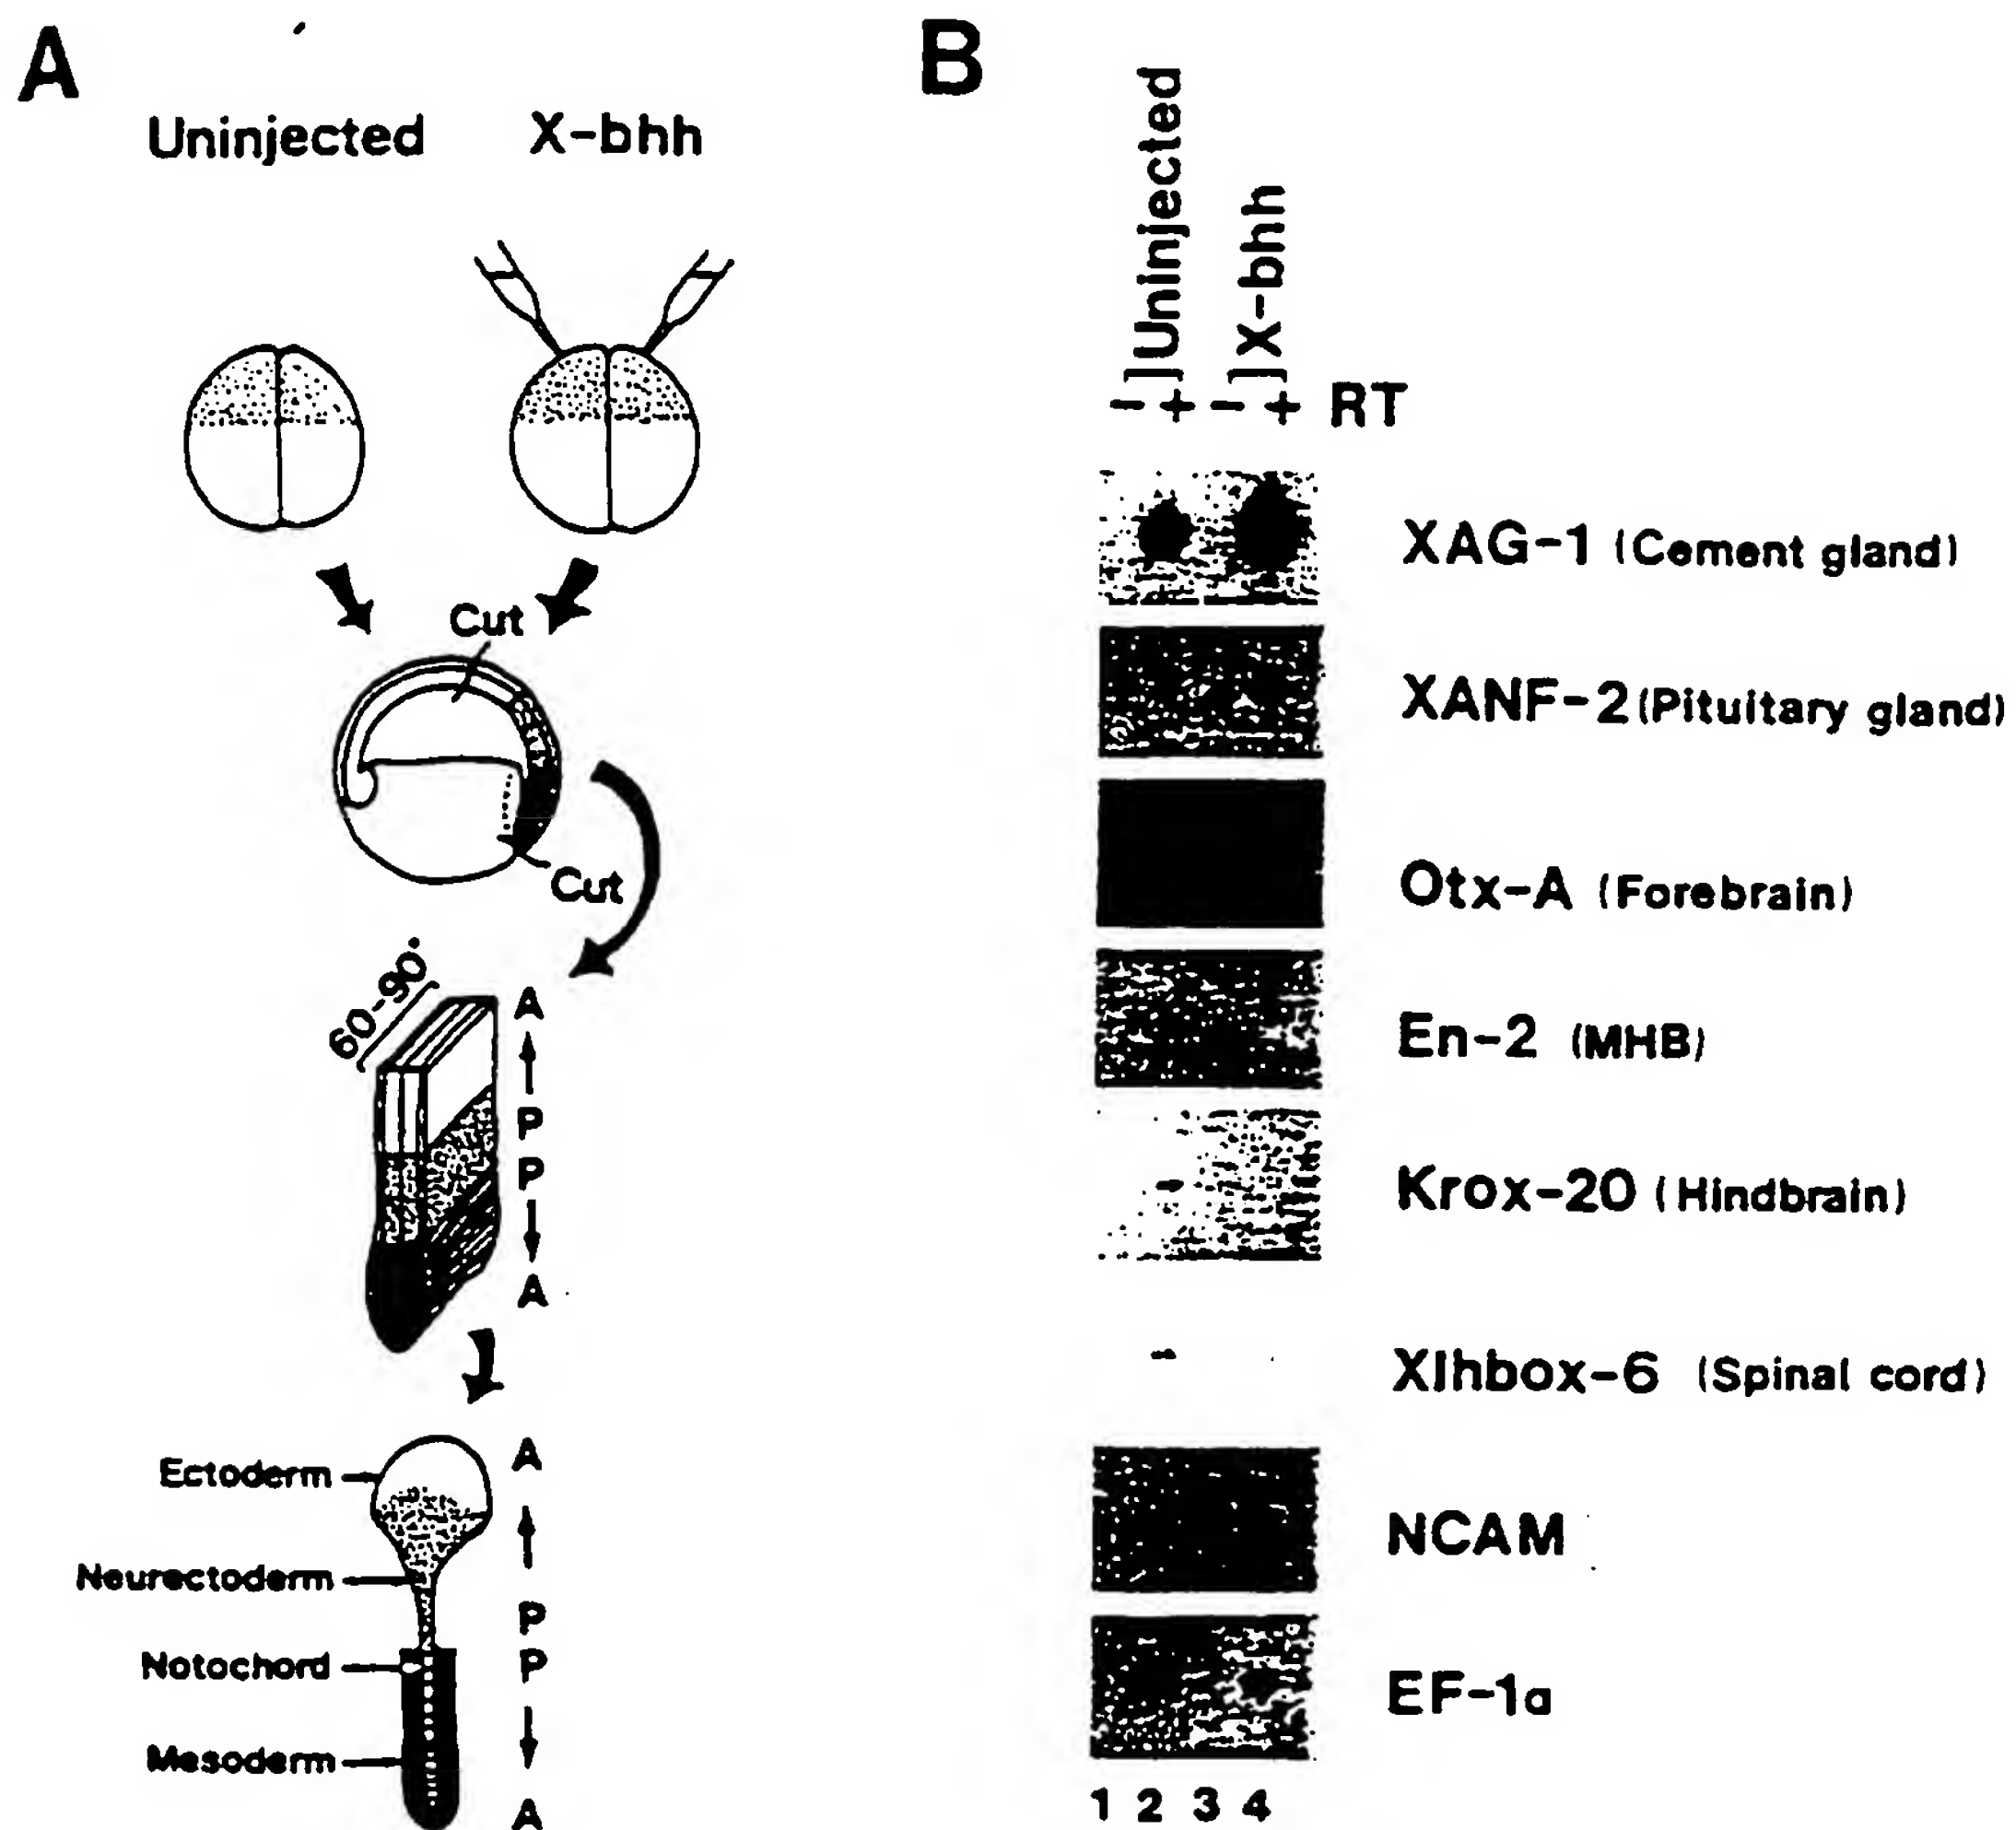 A
Uninjected X-bhh
Cut
Cut
60-90°
A
P
P
A
Ectoderm
Neurectoderm
Notochord
Mesoderm
A
P
P
A
B
]Uninjected
]X-bhh
- + - + RT
XAG-1 (Cement gland)
XANF-2 (Pituitary gland)
Otx-A (Forebrain)
En-2 (MHB)
Krox-20 (Hindbrain)
Xlhbox-6 (Spinal cord)
NCAM
EF-1α
1 2 3 4